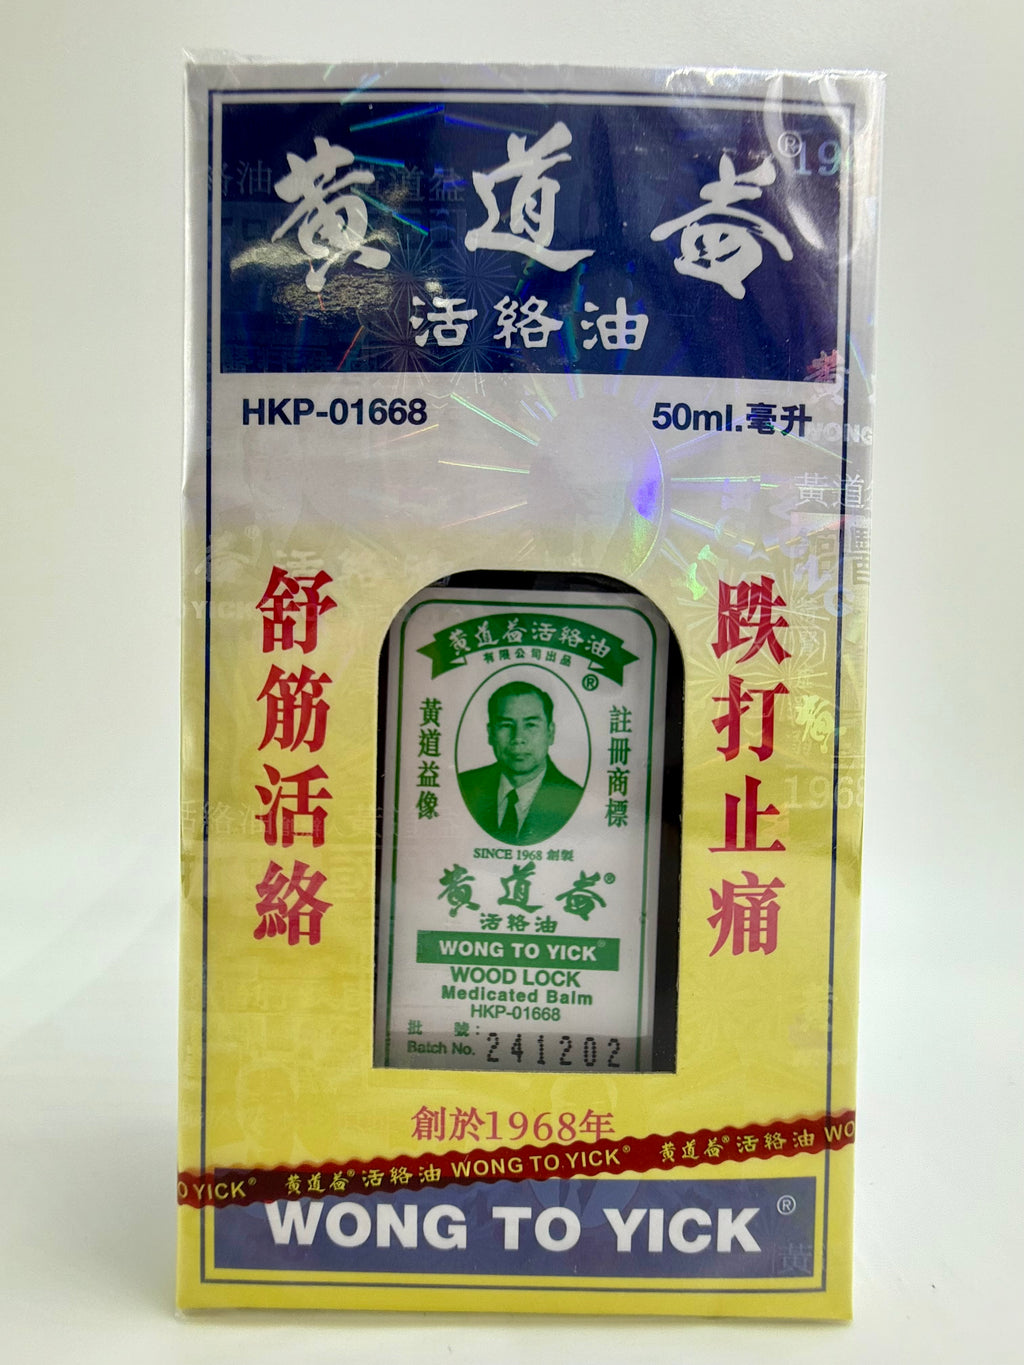 黃道益®
活絡油
HKP-01668
50ml.毫升
舒筋活絡
跌打止痛
黃道益活絡油
有限公司出品
®
黃道益像
註冊商標
SINCE 1968 創製
黃道益®
活絡油
WONG TO YICK®
WOOD LOCK
Medicated Balm
HKP-01668
批 號:
Batch No. 241202
創於1968年
O YICK® 黃道益®活絡油 WONG TO YICK® 黃道益®活絡油 WO
WONG TO YICK®